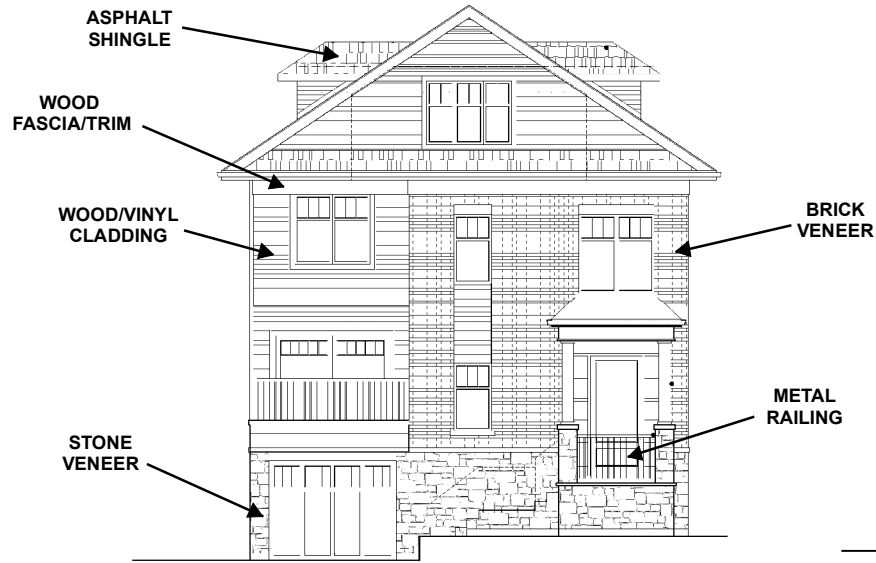 ASPHALT
SHINGLE
WOOD
FASCIA/TRIM
WOOD/VINYL
CLADDING
BRICK
VENEER
METAL
RAILING
STONE
VENEER